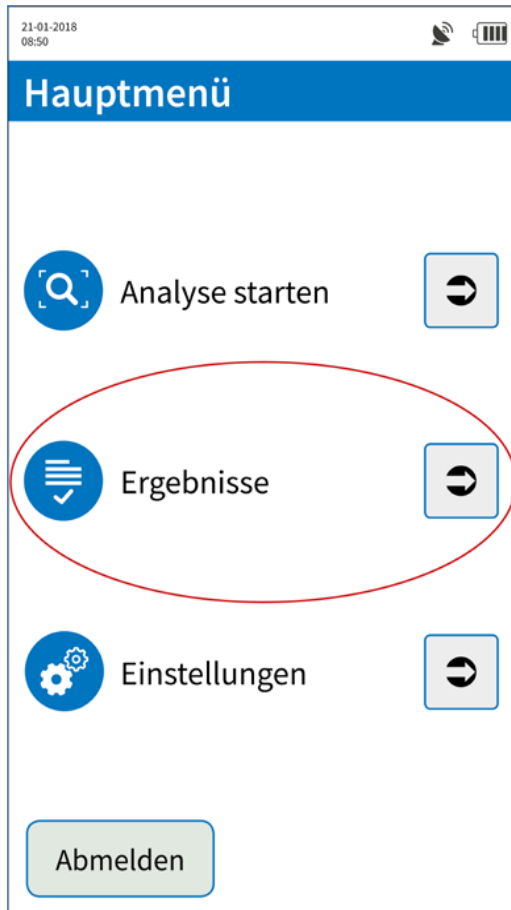 21-01-2018
08:50
Hauptmenü
Analyse starten
Ergebnisse
Einstellungen
Abmelden